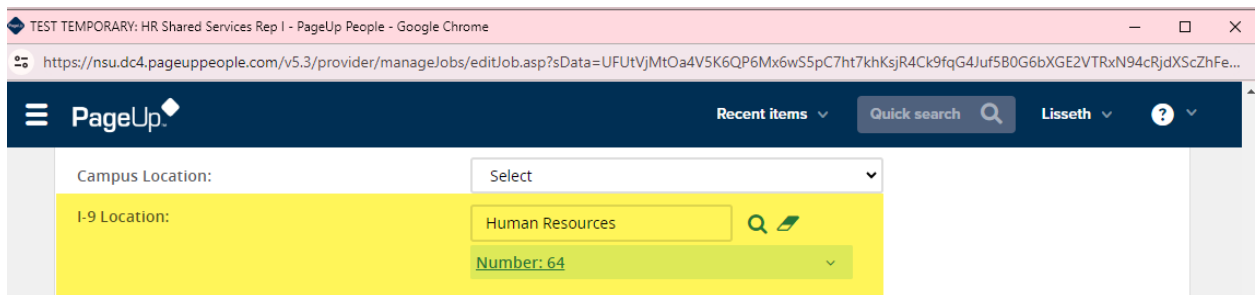 TEST TEMPORARY: HR Shared Services Rep I - PageUp People - Google Chrome
https://nsu.dc4.pageuppeople.com/v5.3/provider/manageJobs/editJob.asp?sData=UFUtVjMtOa4V5K6QP6Mx6wS5pC7ht7khKsjR4Ck9fqG4Juf5B0G6bXGE2VTRxN94cRjdXScZhFe...
PageUp. Recent items Quick search Lisseth ?
Campus Location: Select
I-9 Location: Human Resources
Number: 64